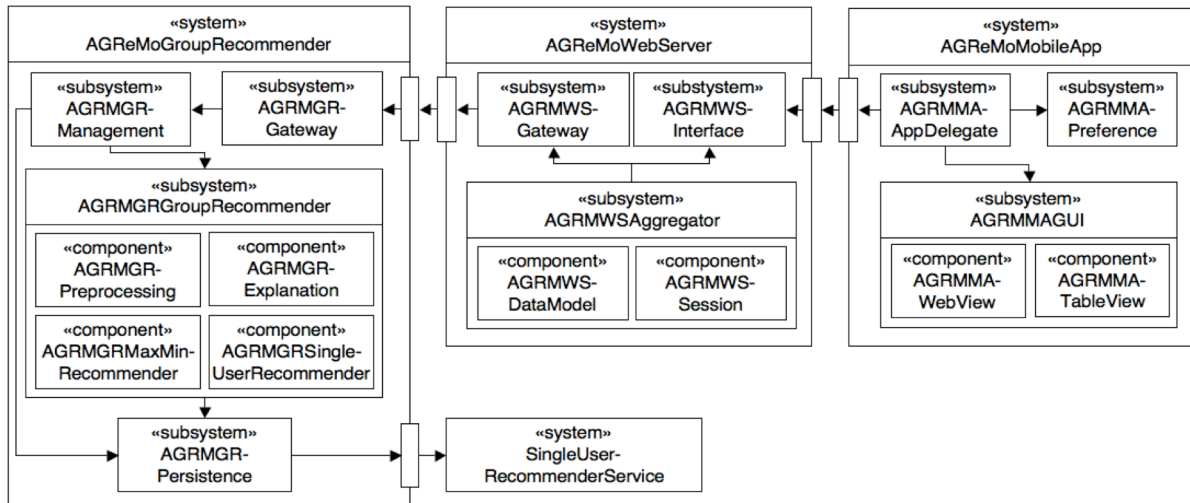 «system»
AGReMoGroupRecommender
«subsystem»
AGRMGR-
Management
«subsystem»
AGRMGR-
Gateway
«subsystem»
AGRMGRGroupRecommender
«component»
AGRMGR-
Preprocessing
«component»
AGRMGR-
Explanation
«component»
AGRMGRMaxMin-
Recommender
«component»
AGRMGRSingle-
UserRecommender
«subsystem»
AGRMGR-
Persistence
«system»
AGReMoWebServer
«subsystem»
AGRMWS-
Gateway
«subsystem»
AGRMWS-
Interface
«subsystem»
AGRMWSAggregator
«component»
AGRMWS-
DataModel
«component»
AGRMWS-
Session
«system»
SingleUser-
RecommenderService
«system»
AGReMoMobileApp
«subsystem»
AGRMMA-
AppDelegate
«subsystem»
AGRMMA-
Preference
«subsystem»
AGRMMAGUI
«component»
AGRMMA-
WebView
«component»
AGRMMA-
TableView